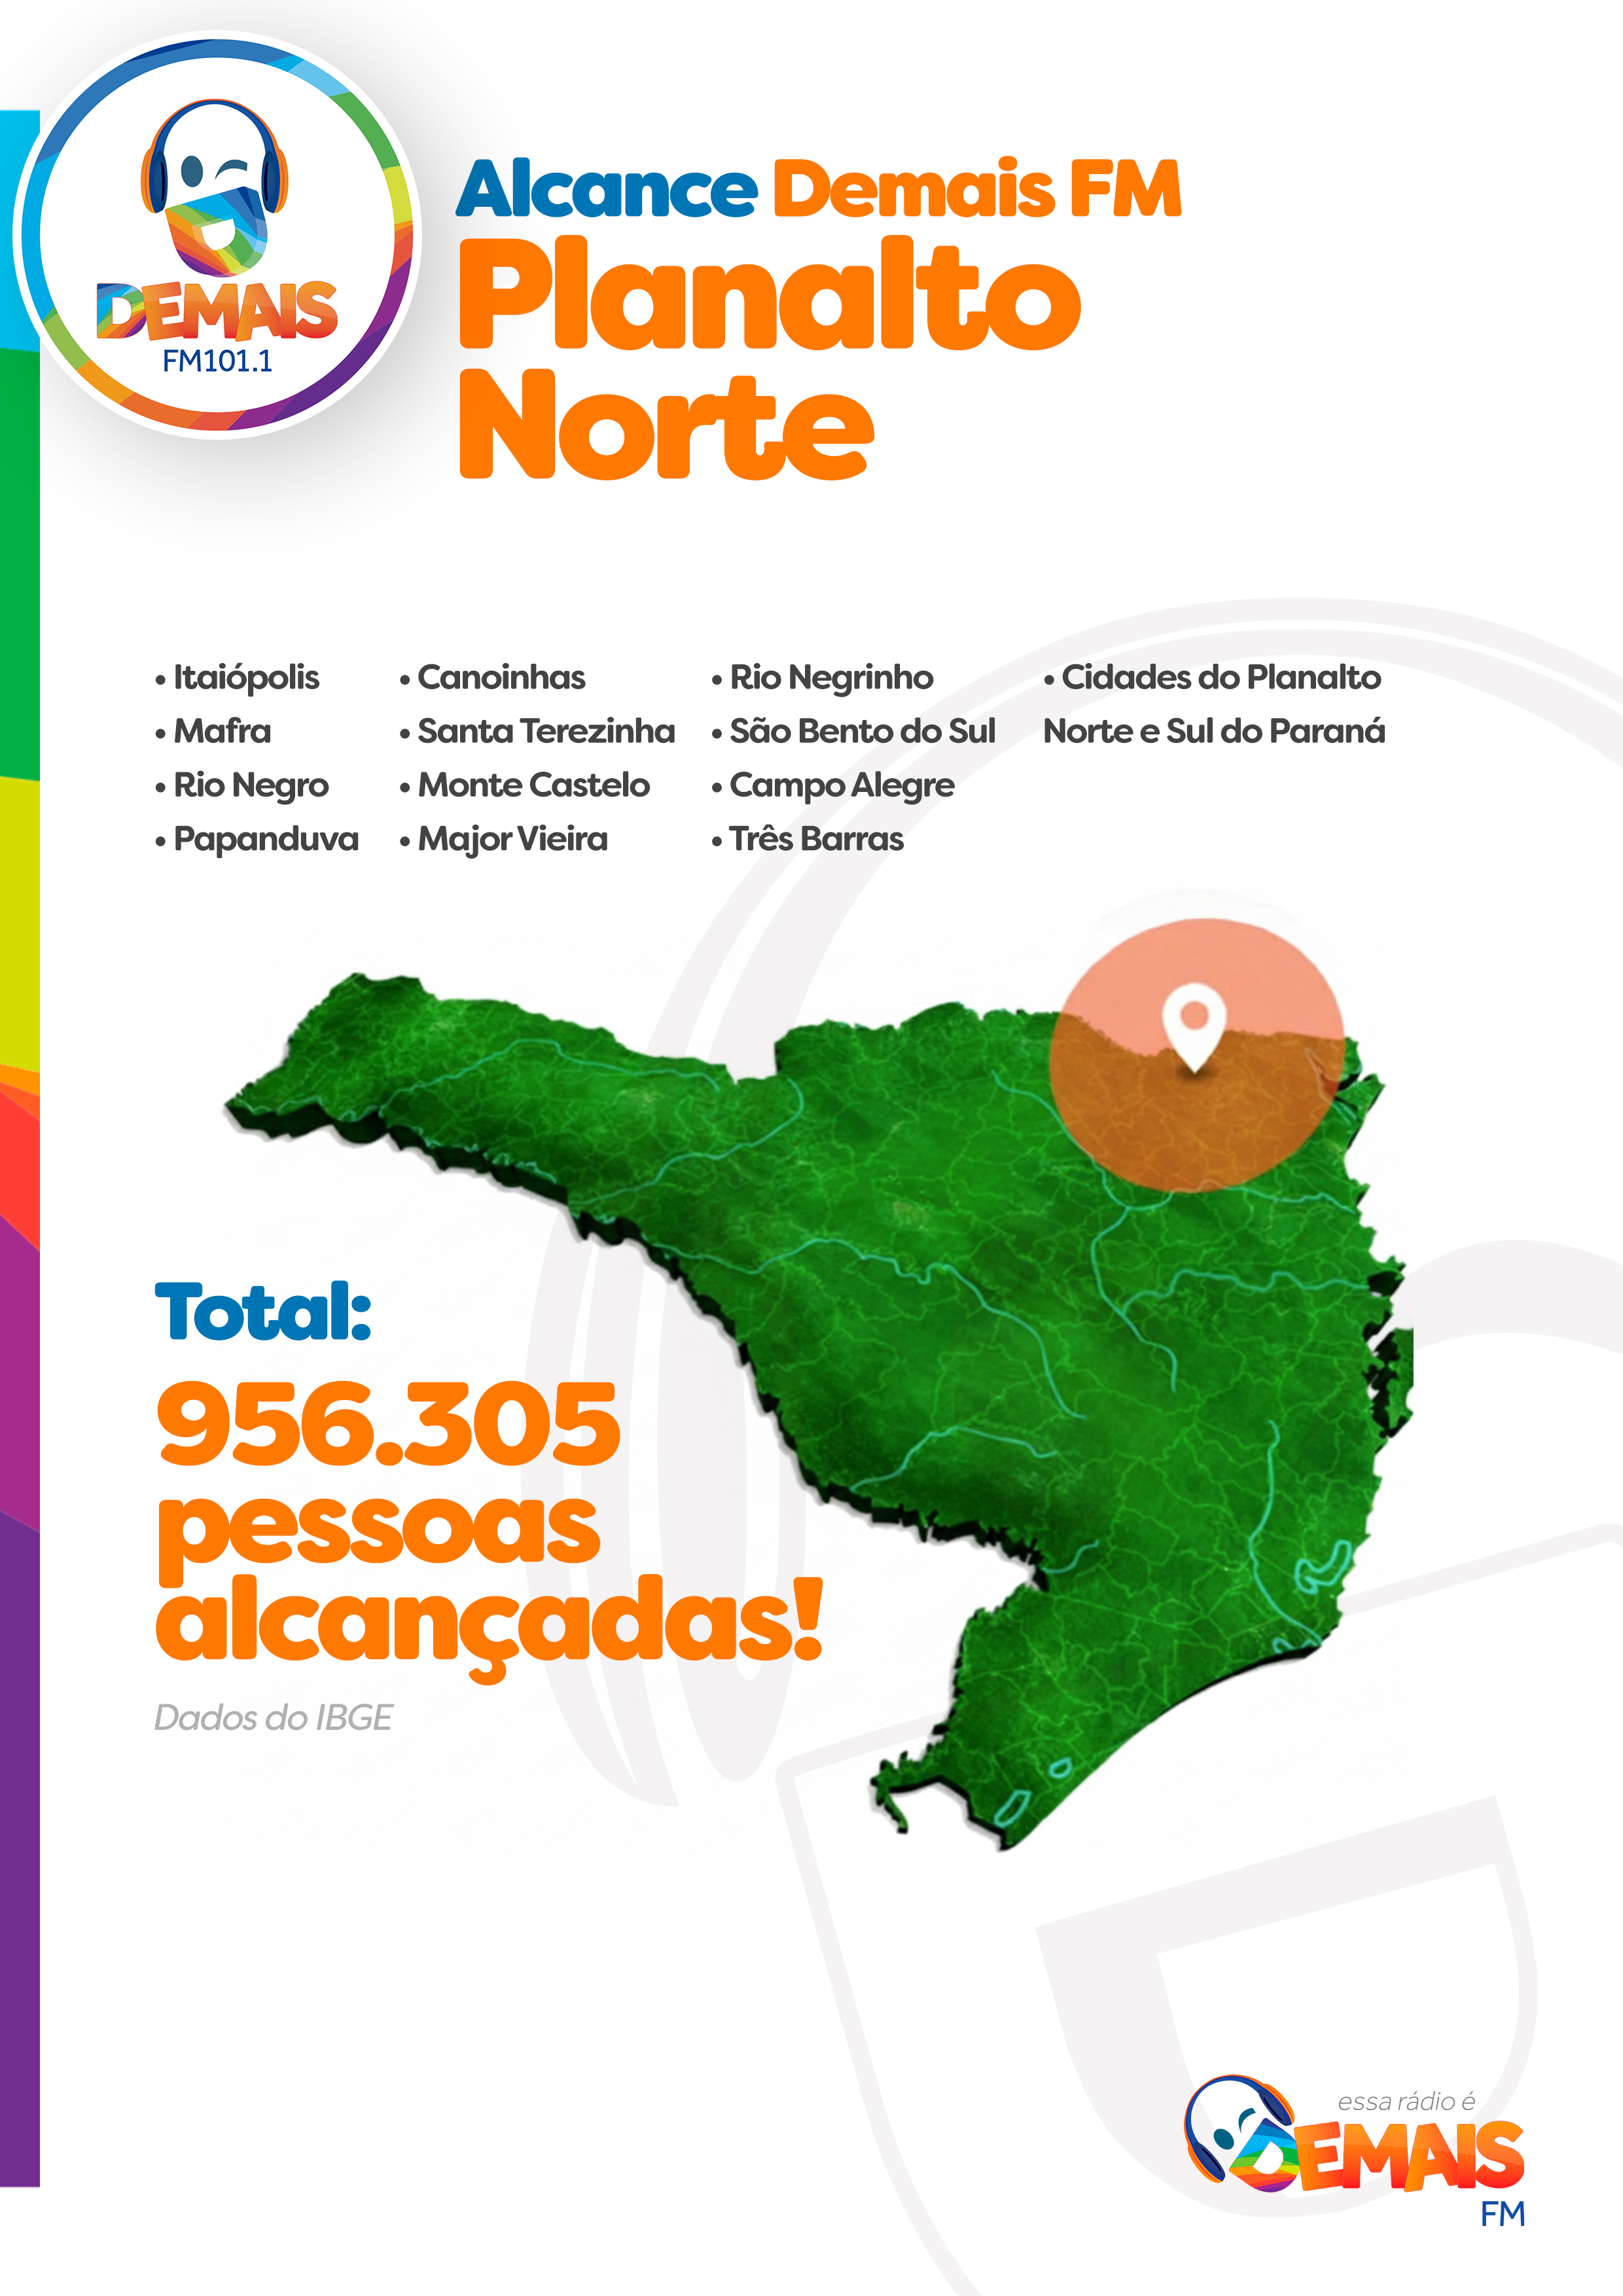 DEMAIS
FM101.1
Alcance Demais FM
Planalto
Norte
• Itaiópolis
• Mafra
• Rio Negro
• Papanduva
• Canoinhas
• Santa Terezinha
• Monte Castelo
• Major Vieira
• Rio Negrinho
• São Bento do Sul
• Campo Alegre
• Três Barras
• Cidades do Planalto
Norte e Sul do Paraná
Total:
956.305
pessoas
alcançadas!
Dados do IBGE
essa rádio é
DEMAIS
FM